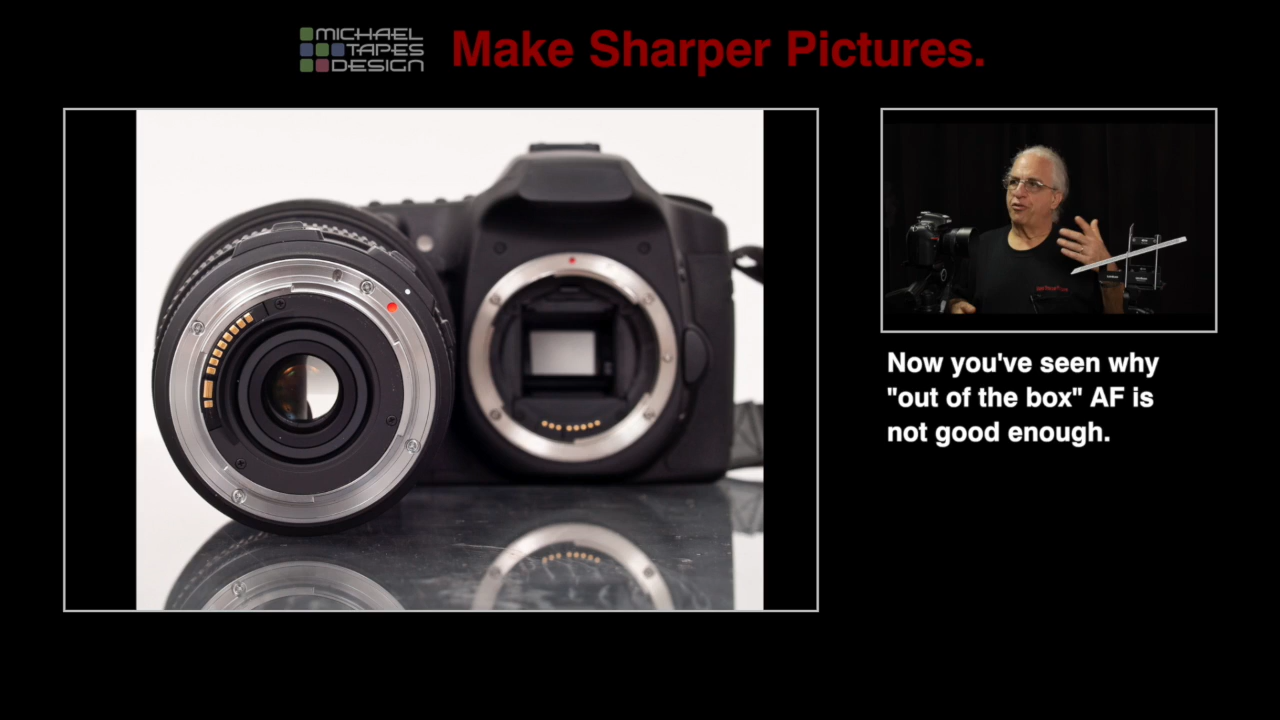 MICHAEL
TAPES
DESIGN
Make Sharper Pictures.
Now you've seen why
"out of the box" AF is
not good enough.